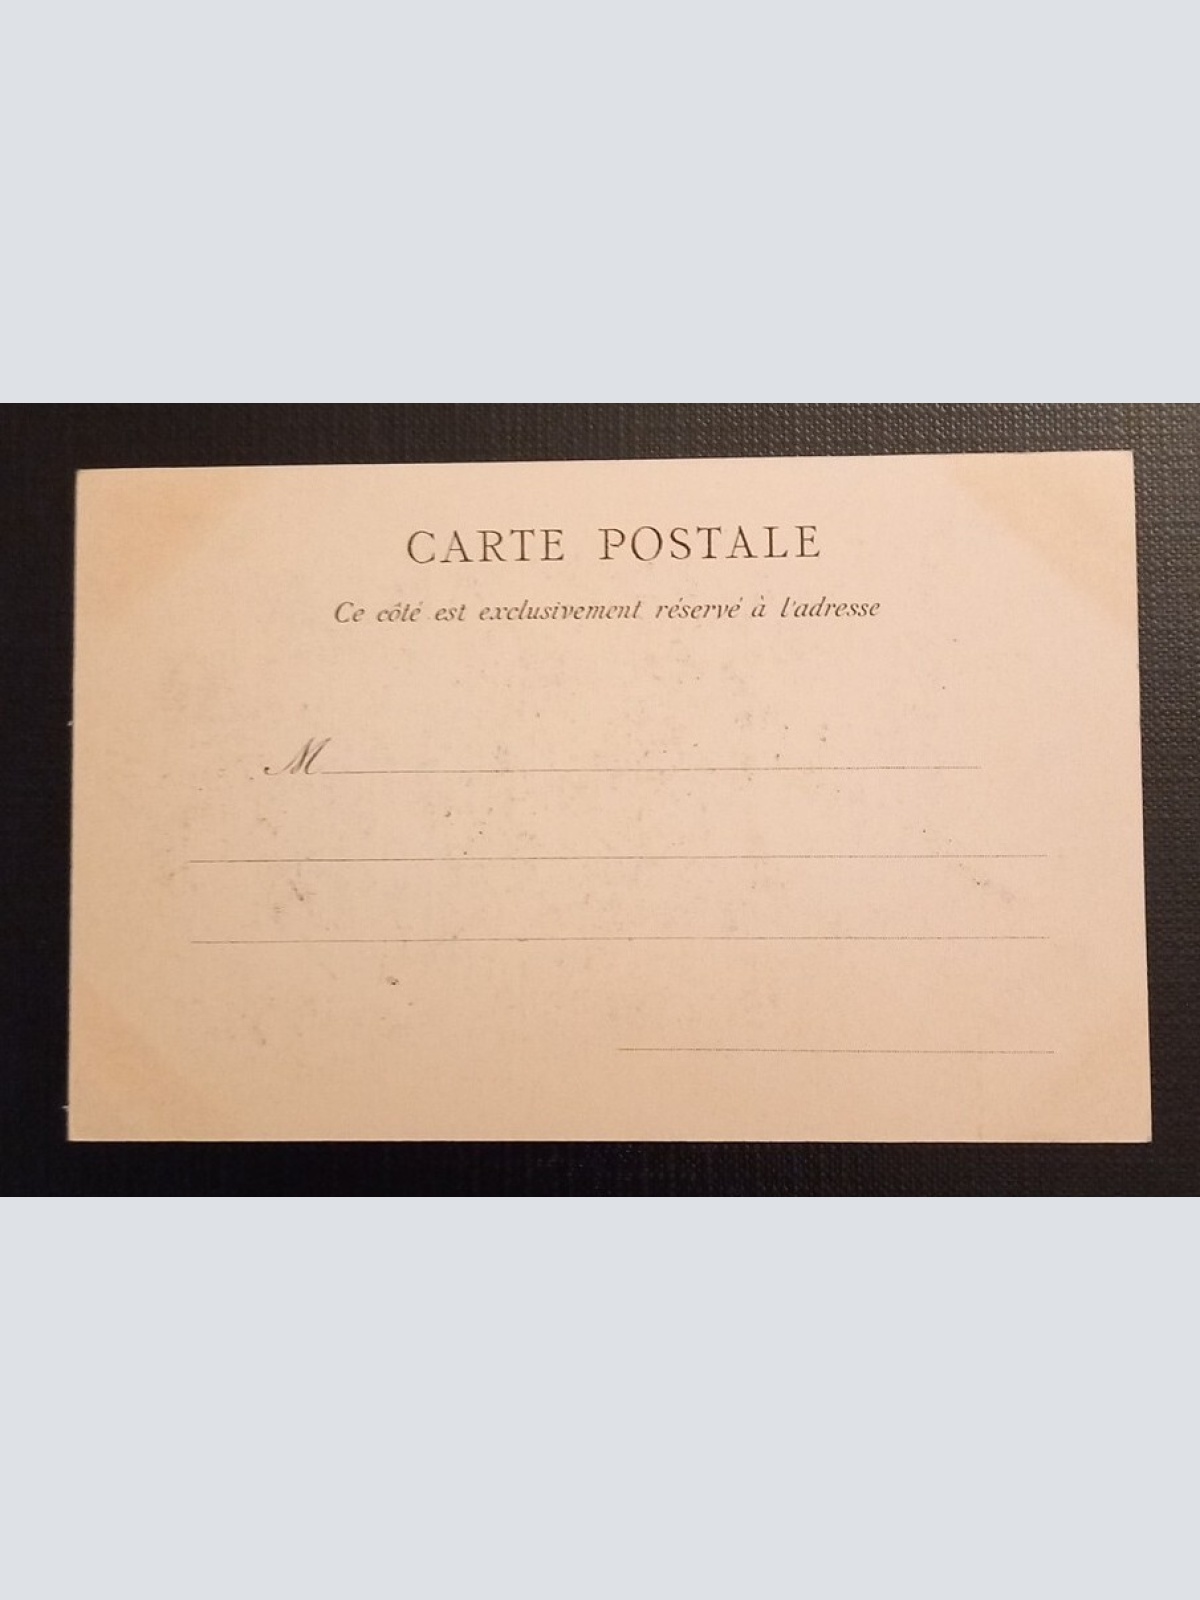 CARTE POSTALE
Ce côté est exclusivement réservé à l'adresse
M